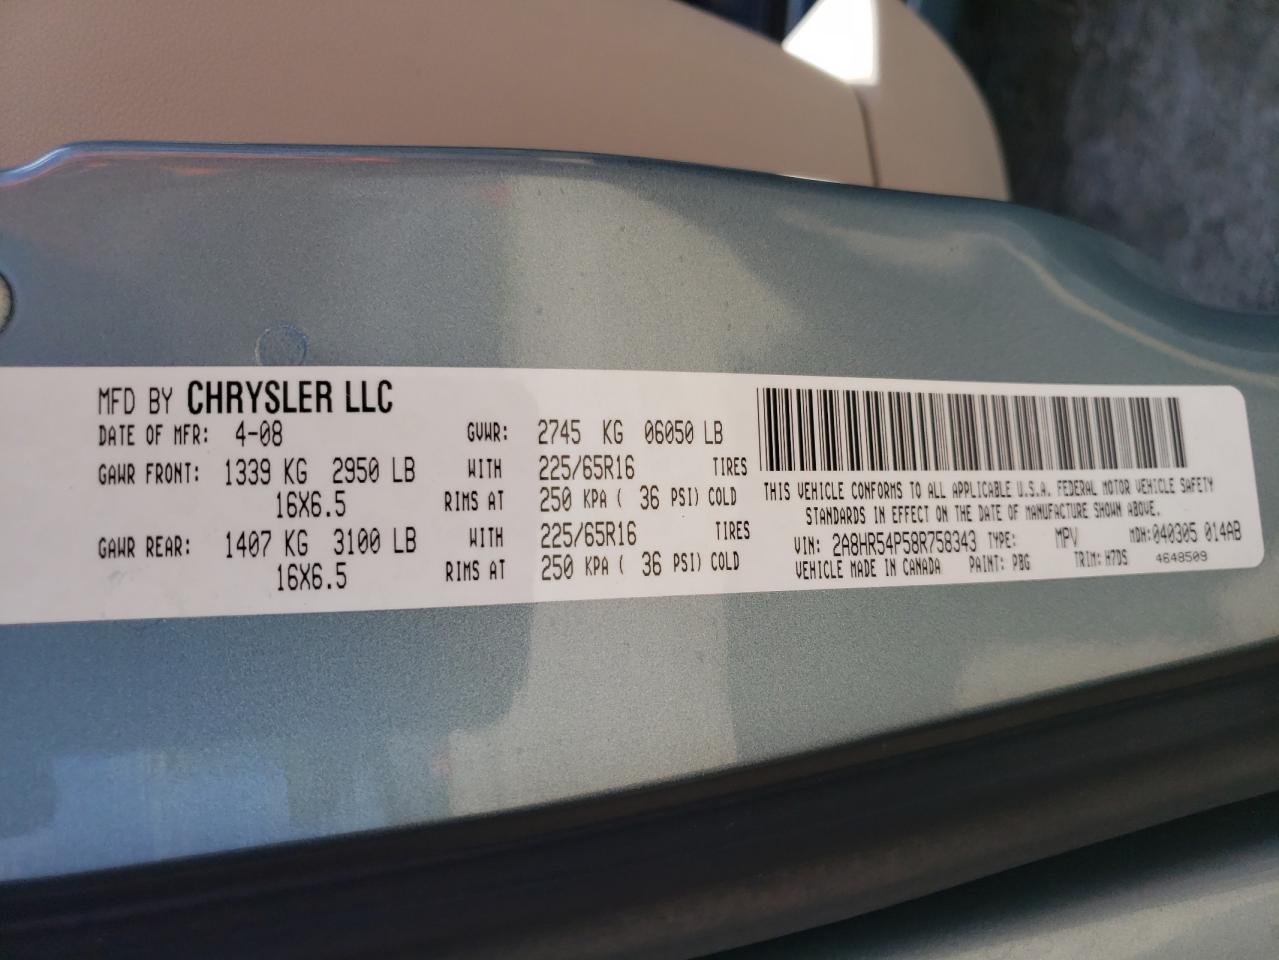 MFD BY CHRYSLER LLC
DATE OF MFR: 4-08 GVWR: 2745 KG 06050 LB
GAWR FRONT: 1339 KG 2950 LB WITH 225/65R16 TIRES
16X6.5 RIMS AT 250 KPA ( 36 PSI) COLD
GAWR REAR: 1407 KG 3100 LB WITH 225/65R16 TIRES
16X6.5 RIMS AT 250 KPA ( 36 PSI) COLD
THIS VEHICLE CONFORMS TO ALL APPLICABLE U.S.A. FEDERAL MOTOR VEHICLE SAFETY
STANDARDS IN EFFECT ON THE DATE OF MANUFACTURE SHOWN ABOVE.
VIN: 2A8HR54P58R758343 TYPE: MPV MDH: 040305 014AB
VEHICLE MADE IN CANADA PAINT: PBG TRIM: H7DS 4648509